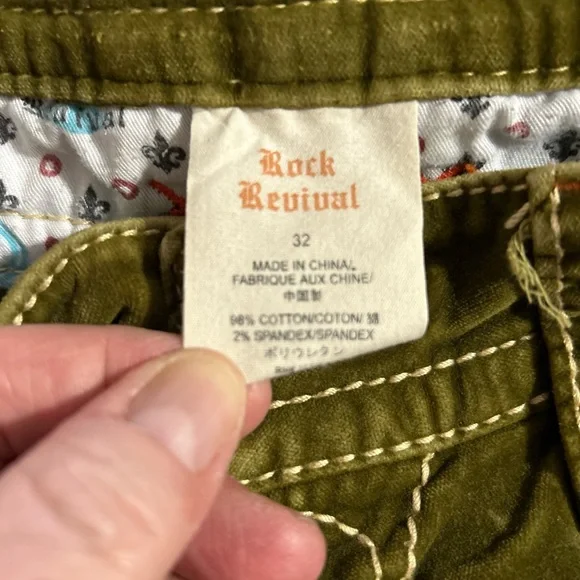 Rock
Revival
32
MADE IN CHINA/
FABRIQUE AUX CHINE/
中国製
98% COTTON/COTON/ 綿
2% SPANDEX/SPANDEX
ポリウレタン